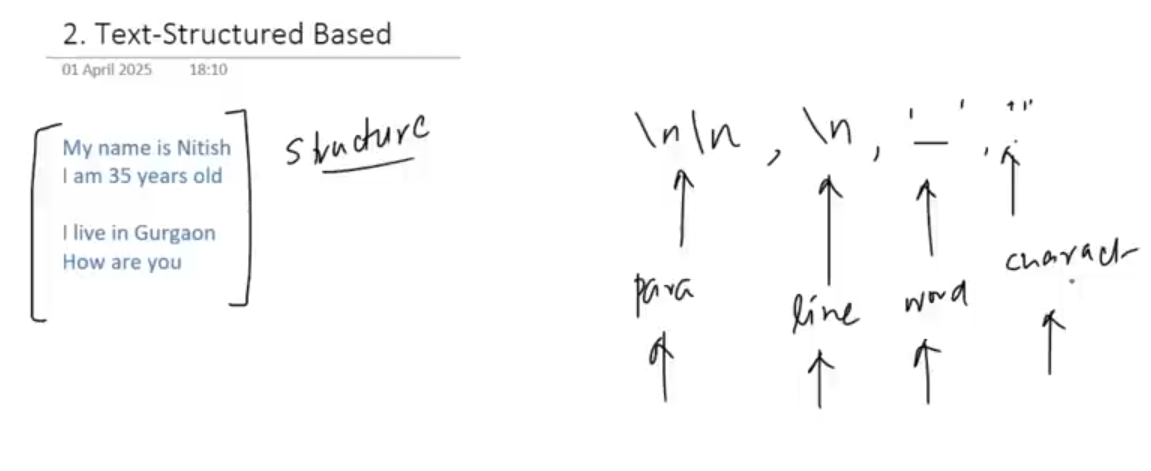 2. Text-Structured Based
01 April 2025 18:10
My name is Nitish
I am 35 years old
I live in Gurgaon
How are you
structure
\n\n , \n , '_' , ""
para line word charact